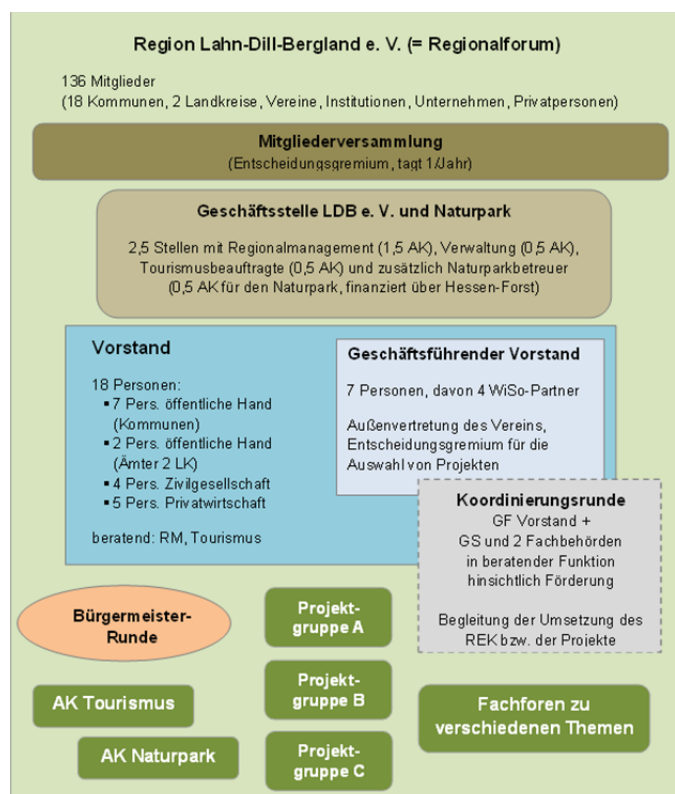 Region Lahn-Dill-Bergland e. V. (= Regionalforum)
136 Mitglieder
(18 Kommunen, 2 Landkreise, Vereine, Institutionen, Unternehmen, Privatpersonen)
Mitgliederversammlung
(Entscheidungsgremium, tagt 1/Jahr)
Geschäftsstelle LDB e. V. und Naturpark
2,5 Stellen mit Regionalmanagement (1,5 AK), Verwaltung (0,5 AK),
Tourismusbeauftragte (0,5 AK) und zusätzlich Naturparkbetreuer
(0,5 AK für den Naturpark, finanziert über Hessen-Forst)
Vorstand
18 Personen:
▪ 7 Pers. öffentliche Hand
(Kommunen)
▪ 2 Pers. öffentliche Hand
(Ämter 2 LK)
▪ 4 Pers. Zivilgesellschaft
▪ 5 Pers. Privatwirtschaft
beratend: RM, Tourismus
Geschäftsführender Vorstand
7 Personen, davon 4 WiSo-Partner
Außenvertretung des Vereins,
Entscheidungsgremium für die
Auswahl von Projekten
Koordinierungsrunde
GF Vorstand +
GS und 2 Fachbehörden
in beratender Funktion
hinsichtlich Förderung
Begleitung der Umsetzung des
REK bzw. der Projekte
Bürgermeister-
Runde
Projekt-
gruppe A
AK Tourismus
Projekt-
gruppe B
Fachforen zu
verschiedenen Themen
AK Naturpark
Projekt-
gruppe C